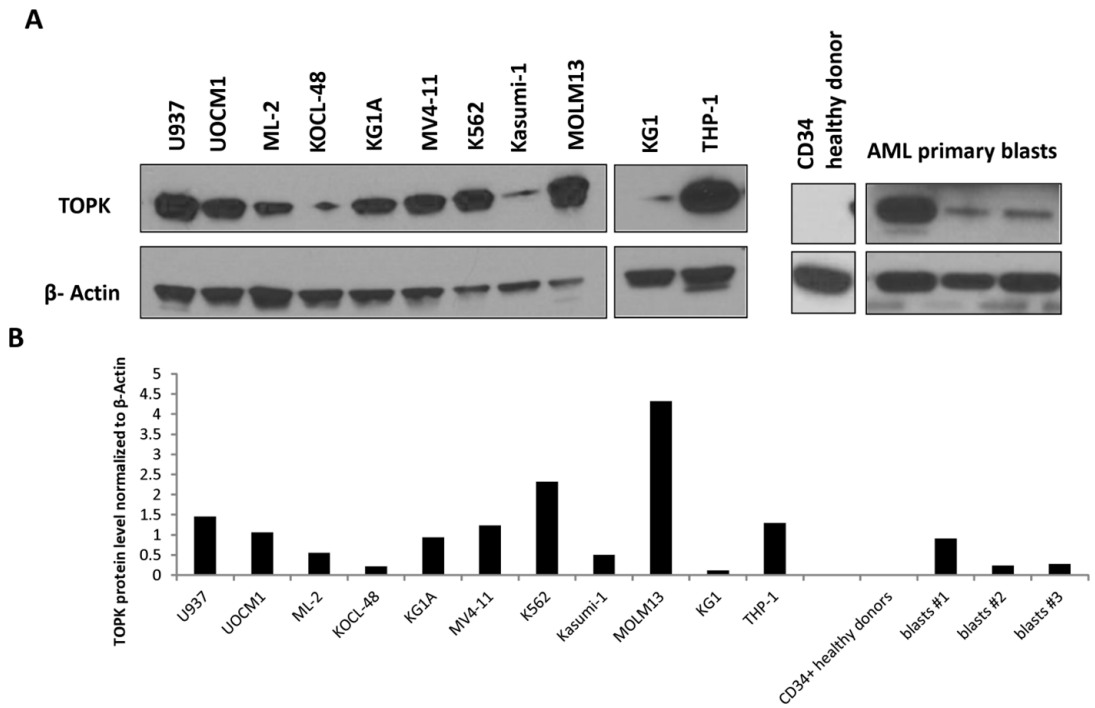 A
U937
UOCM1
ML-2
KOCL-48
KG1A
MV4-11
K562
Kasumi-1
MOLM13
KG1
THP-1
CD34
healthy donor
AML primary blasts
TOPK
β- Actin
B
TOPK protein level normalized to β-Actin
5
4.5
4
3.5
3
2.5
2
1.5
1
0.5
0
U937
UOCM1
ML-2
KOCL-48
KG1A
MV4-11
K562
Kasumi-1
MOLM13
KG1
THP-1
CD34+ healthy donors
blasts #1
blasts #2
blasts #3